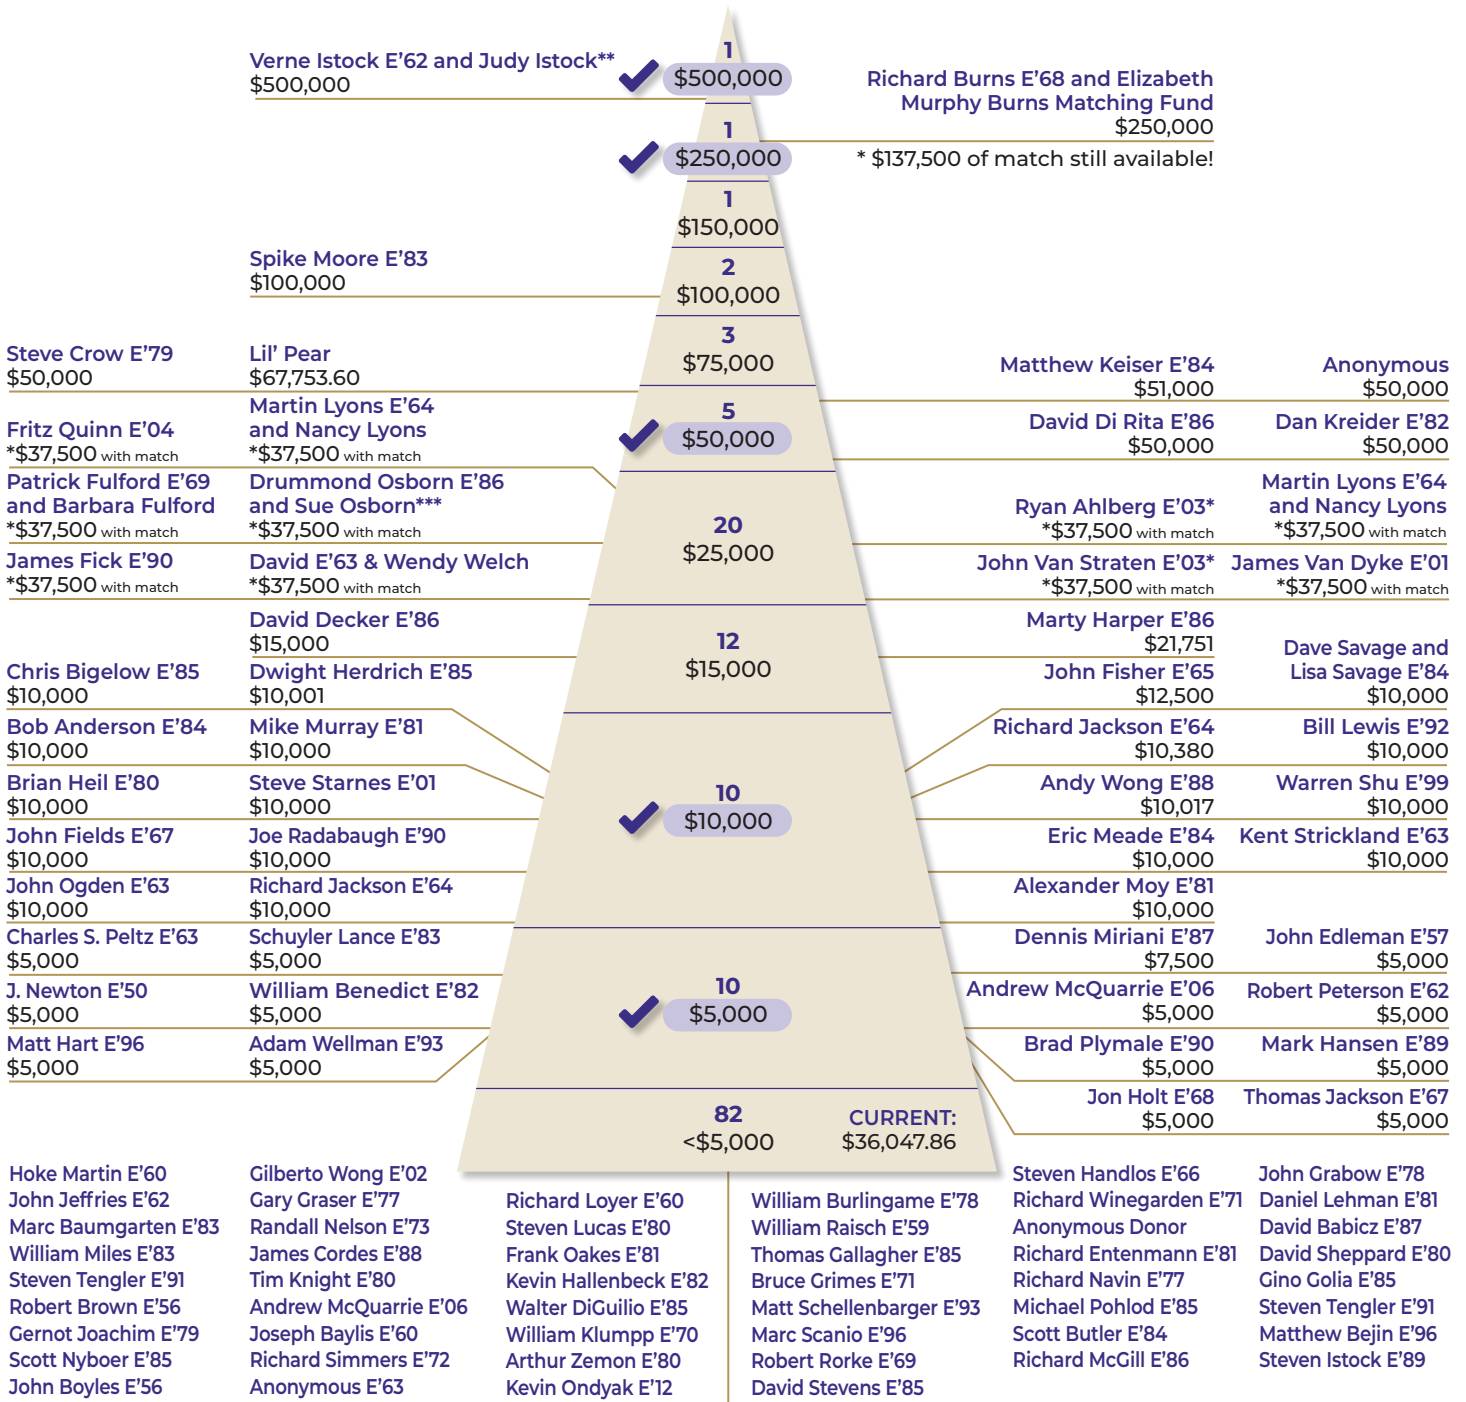 Verne Istock E’62 and Judy Istock**
$500,000
1
$500,000
Richard Burns E’68 and Elizabeth
Murphy Burns Matching Fund
$250,000
* $137,500 of match still available!
1
$250,000
1
$150,000
Spike Moore E’83
$100,000
2
$100,000
3
$75,000
Steve Crow E’79
$50,000
Lil’ Pear
$67,753.60
Matthew Keiser E’84
$51,000
Anonymous
$50,000
5
$50,000
Fritz Quinn E’04
*$37,500 with match
Martin Lyons E’64
and Nancy Lyons
*$37,500 with match
David Di Rita E’86
$50,000
Dan Kreider E’82
$50,000
Patrick Fulford E’69
and Barbara Fulford
*$37,500 with match
Drummond Osborn E’86
and Sue Osborn***
*$37,500 with match
20
$25,000
Ryan Ahlberg E’03*
*$37,500 with match
Martin Lyons E’64
and Nancy Lyons
*$37,500 with match
James Fick E’90
*$37,500 with match
David E’63 & Wendy Welch
*$37,500 with match
John Van Straten E’03*
*$37,500 with match
James Van Dyke E’01
*$37,500 with match
David Decker E’86
$15,000
12
$15,000
Marty Harper E’86
$21,751
Chris Bigelow E’85
$10,000
Dwight Herdrich E’85
$10,001
John Fisher E’65
$12,500
Dave Savage and
Lisa Savage E’84
$10,000
Bob Anderson E’84
$10,000
Mike Murray E’81
$10,000
Richard Jackson E’64
$10,380
Bill Lewis E’92
$10,000
Brian Heil E’80
$10,000
Steve Starnes E’01
$10,000
10
$10,000
Andy Wong E’88
$10,017
Warren Shu E’99
$10,000
John Fields E’67
$10,000
Joe Radabaugh E’90
$10,000
Eric Meade E’84
$10,000
Kent Strickland E’63
$10,000
John Ogden E’63
$10,000
Richard Jackson E’64
$10,000
Alexander Moy E’81
$10,000
Charles S. Peltz E’63
$5,000
Schuyler Lance E’83
$5,000
Dennis Miriani E’87
$7,500
John Edleman E’57
$5,000
10
$5,000
J. Newton E’50
$5,000
William Benedict E’82
$5,000
Andrew McQuarrie E’06
$5,000
Robert Peterson E’62
$5,000
Matt Hart E’96
$5,000
Adam Wellman E’93
$5,000
Brad Plymale E’90
$5,000
Mark Hansen E’89
$5,000
Jon Holt E’68
$5,000
Thomas Jackson E’67
$5,000
82
<$5,000
CURRENT:
$36,047.86
Hoke Martin E’60
John Jeffries E’62
Marc Baumgarten E’83
William Miles E’83
Steven Tengler E’91
Robert Brown E’56
Gernot Joachim E’79
Scott Nyboer E’85
John Boyles E’56
Gilberto Wong E’02
Gary Graser E’77
Randall Nelson E’73
James Cordes E’88
Tim Knight E’80
Andrew McQuarrie E’06
Joseph Baylis E’60
Richard Simmers E’72
Anonymous E’63
Richard Loyer E’60
Steven Lucas E’80
Frank Oakes E’81
Kevin Hallenbeck E’82
Walter DiGuilio E’85
William Klumpp E’70
Arthur Zemon E’80
Kevin Ondyak E’12
William Burlingame E’78
William Raisch E’59
Thomas Gallagher E’85
Bruce Grimes E’71
Matt Schellenbarger E’93
Marc Scanio E’96
Robert Rorke E’69
David Stevens E’85
Steven Handlos E’66
Richard Winegarden E’71
Anonymous Donor
Richard Entenmann E’81
Richard Navin E’77
Michael Pohlod E’85
Scott Butler E’84
Richard McGill E’86
John Grabow E’78
Daniel Lehman E’81
David Babicz E’87
David Sheppard E’80
Gino Golia E’85
Steven Tengler E’91
Matthew Bejin E’96
Steven Istock E’89